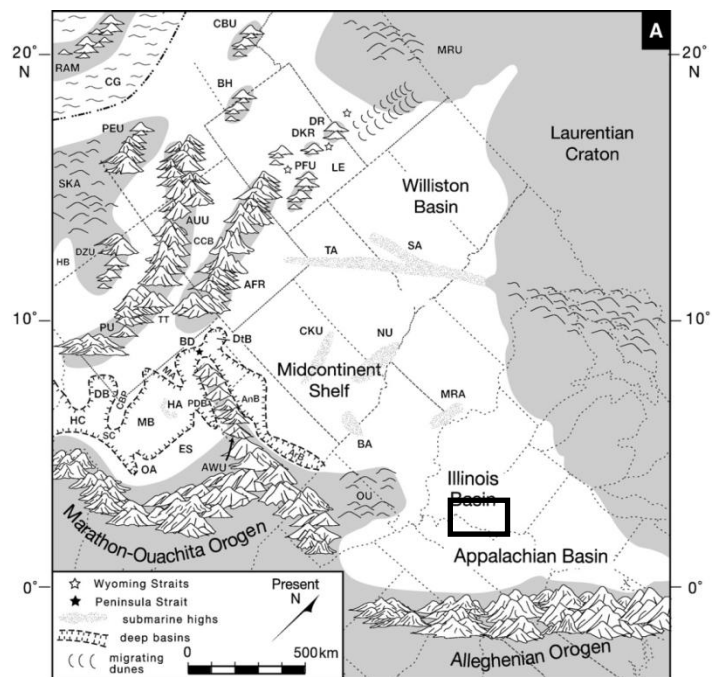 A
20°
N
20°
N
CBU
MRU
RAM
CG
BH
Laurentian
Craton
PEU
DR
DKR
PFU
LE
SKA
Williston
Basin
AUU
CCB
TA
SA
DZU
HB
AFR
PU
TT
10°
10°
BD
DtB
CKU
NU
Midcontinent
Shelf
MA
DB
CBP
HA
PDB
AnB
MRA
HC
MB
BA
SC
ES
OA
AWU
OU
Illinois
Basin
Marathon-Ouachita Orogen
Appalachian Basin
0°
0°
Wyoming Straits
Peninsula Strait
submarine highs
deep basins
migrating
dunes
Present
N
0 500km
Alleghenian Orogen